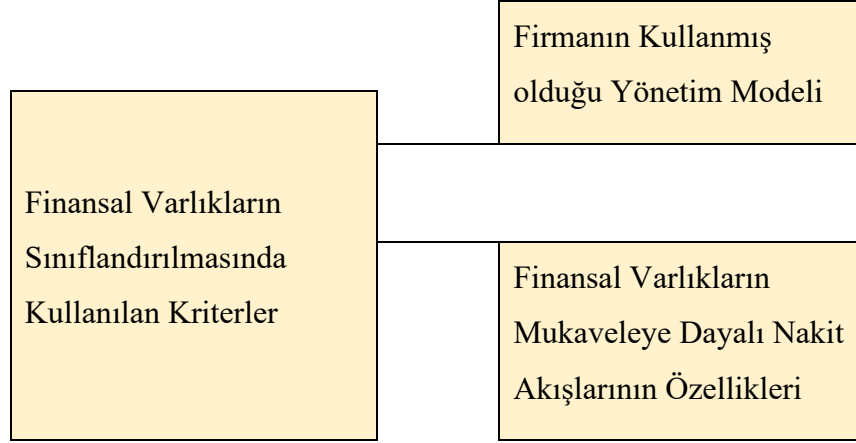 Firmanın Kullanmış
olduğu Yönetim Modeli
Finansal Varlıkların
Sınıflandırılmasında
Kullanılan Kriterler
Finansal Varlıkların
Mukaveleye Dayalı Nakit
Akışlarının Özellikleri